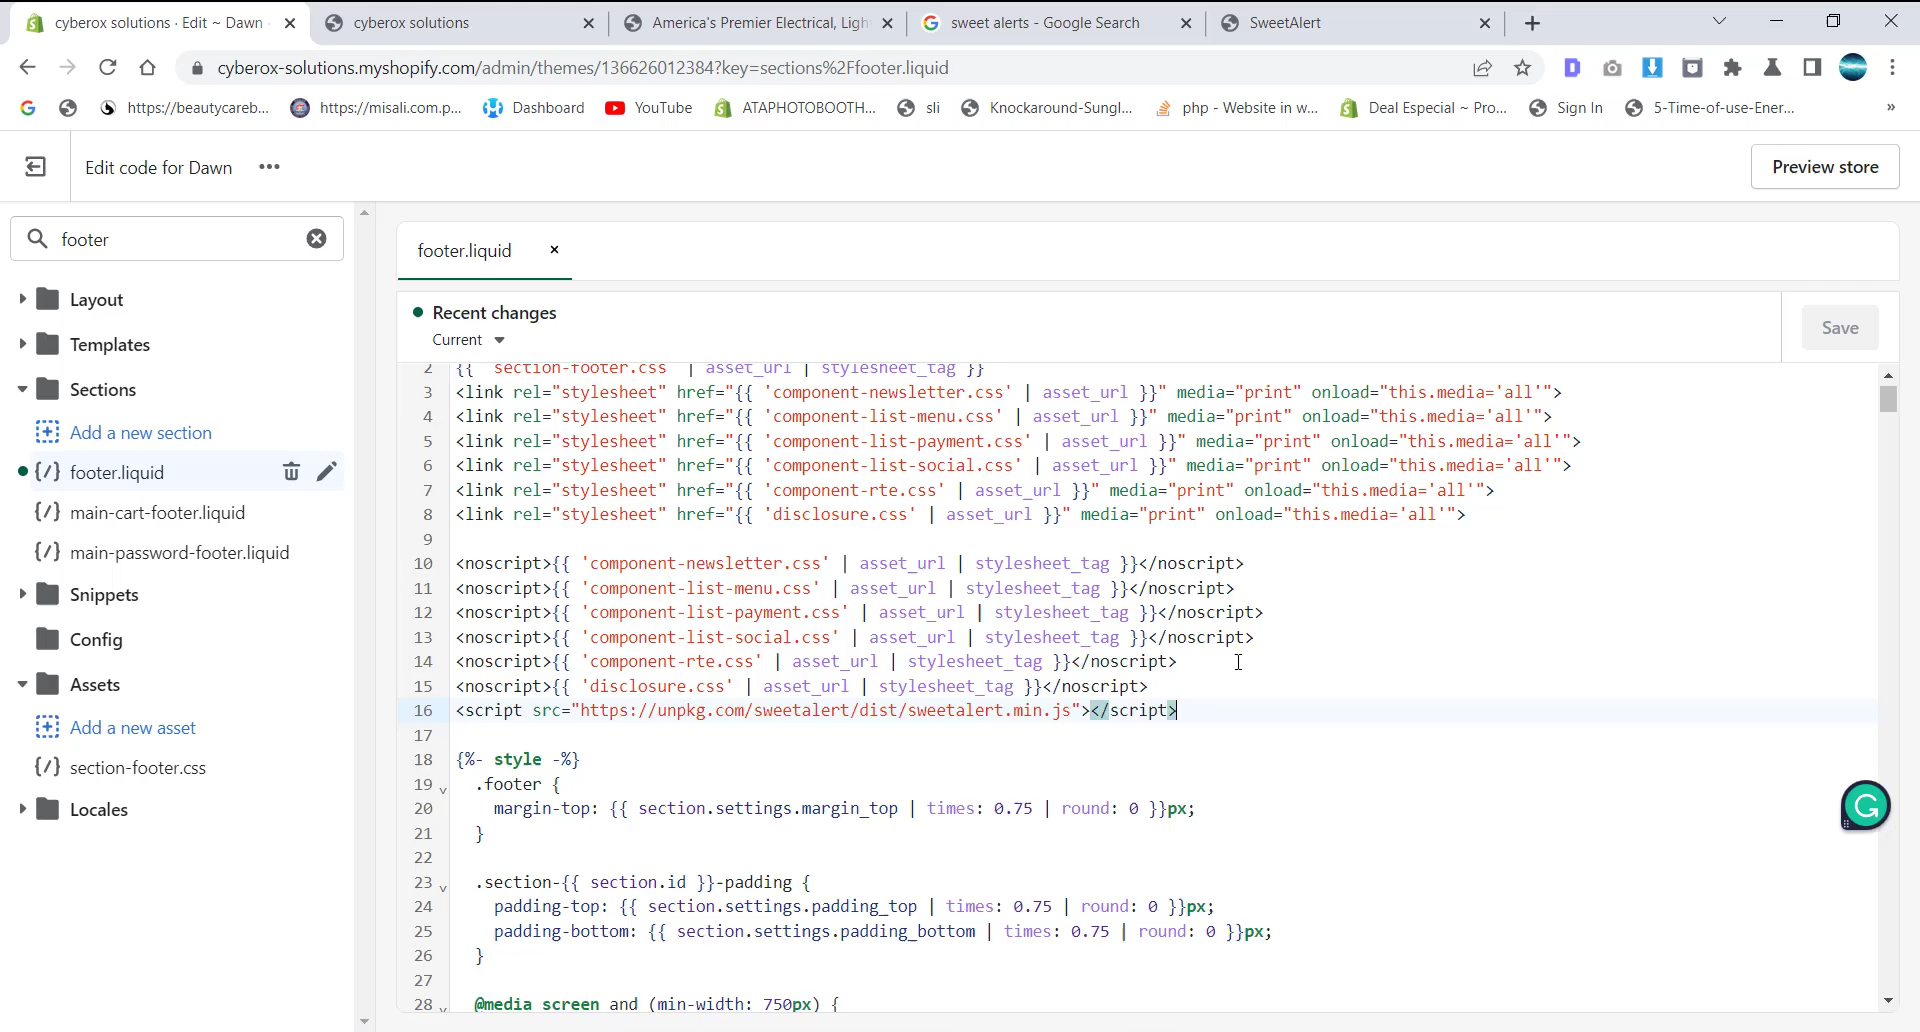 cyberox solutions · Edit ~ Dawn
cyberox solutions
America's Premier Electrical, Ligh
sweet alerts - Google Search
SweetAlert
cyberox-solutions.myshopify.com/admin/themes/136626012384?key=sections%2Ffooter.liquid
https://beautycareb...
https://misali.com.p...
Dashboard
YouTube
ATAPHOTOBOOTH...
sli
Knockaround-Sungl...
php - Website in w...
Deal Especial ~ Pro...
Sign In
5-Time-of-use-Ener...
»
Edit code for Dawn
Preview store
footer
Layout
Templates
Sections
Add a new section
{/} footer.liquid
{/} main-cart-footer.liquid
{/} main-password-footer.liquid
Snippets
Config
Assets
Add a new asset
{/} section-footer.css
Locales
footer.liquid
Recent changes
Current
Save
2 {{ 'section-footer.css' | asset_url | stylesheet_tag }}
3 <link rel="stylesheet" href="{{ 'component-newsletter.css' | asset_url }}" media="print" onload="this.media='all'">
4 <link rel="stylesheet" href="{{ 'component-list-menu.css' | asset_url }}" media="print" onload="this.media='all'">
5 <link rel="stylesheet" href="{{ 'component-list-payment.css' | asset_url }}" media="print" onload="this.media='all'">
6 <link rel="stylesheet" href="{{ 'component-list-social.css' | asset_url }}" media="print" onload="this.media='all'">
7 <link rel="stylesheet" href="{{ 'component-rte.css' | asset_url }}" media="print" onload="this.media='all'">
8 <link rel="stylesheet" href="{{ 'disclosure.css' | asset_url }}" media="print" onload="this.media='all'">
9
10 <noscript>{{ 'component-newsletter.css' | asset_url | stylesheet_tag }}</noscript>
11 <noscript>{{ 'component-list-menu.css' | asset_url | stylesheet_tag }}</noscript>
12 <noscript>{{ 'component-list-payment.css' | asset_url | stylesheet_tag }}</noscript>
13 <noscript>{{ 'component-list-social.css' | asset_url | stylesheet_tag }}</noscript>
14 <noscript>{{ 'component-rte.css' | asset_url | stylesheet_tag }}</noscript>
15 <noscript>{{ 'disclosure.css' | asset_url | stylesheet_tag }}</noscript>
16 <script src="https://unpkg.com/sweetalert/dist/sweetalert.min.js"></script>
17
18 {%- style -%}
19 .footer {
20 margin-top: {{ section.settings.margin_top | times: 0.75 | round: 0 }}px;
21 }
22
23 .section-{{ section.id }}-padding {
24 padding-top: {{ section.settings.padding_top | times: 0.75 | round: 0 }}px;
25 padding-bottom: {{ section.settings.padding_bottom | times: 0.75 | round: 0 }}px;
26 }
27
28 @media screen and (min-width: 750px) {